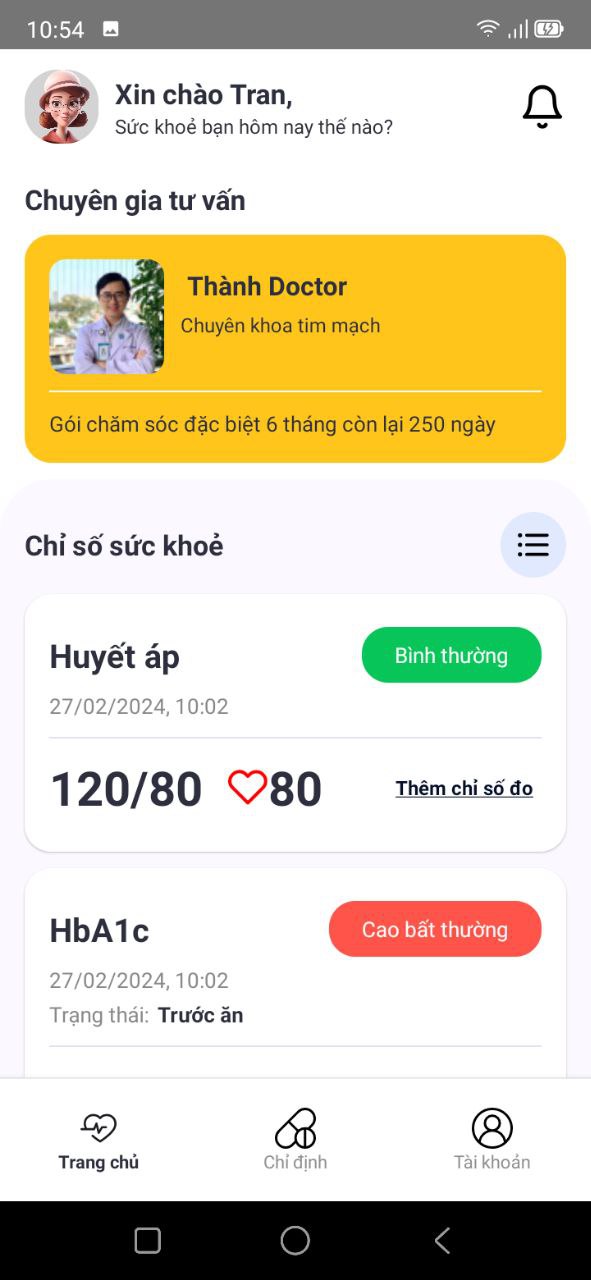 10:54
Xin chào Tran,
Sức khoẻ bạn hôm nay thế nào?
Chuyên gia tư vấn
Thành Doctor
Chuyên khoa tim mạch
Gói chăm sóc đặc biệt 6 tháng còn lại 250 ngày
Chỉ số sức khoẻ
Huyết áp
Bình thường
27/02/2024, 10:02
120/80 80
Thêm chỉ số đo
HbA1c
Cao bất thường
27/02/2024, 10:02
Trạng thái: Trước ăn
Trang chủ
Chỉ định
Tài khoản